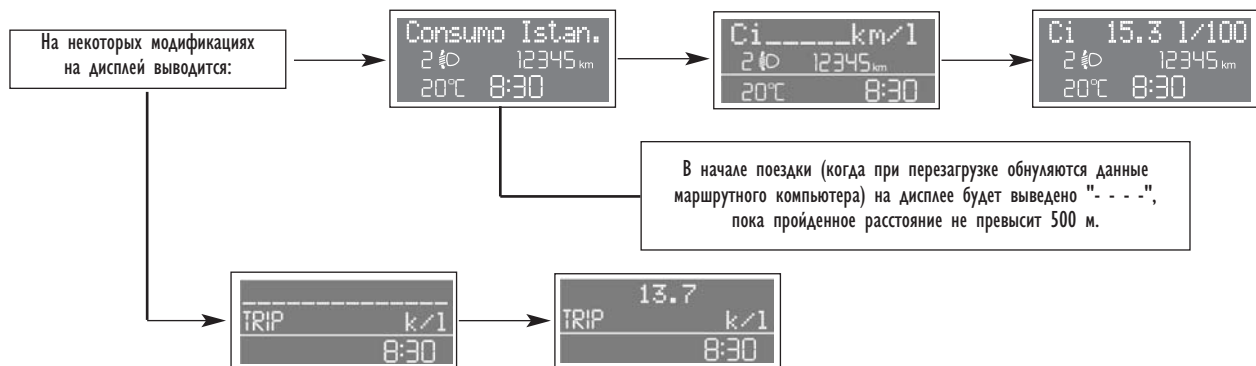 На некоторых модификациях
на дисплей выводится:
Consumo Istan.
2 12345 km
20°C 8:30
Ci_____km/l
2 12345 km
20°C 8:30
Ci 15.3 l/100
2 12345 km
20°C 8:30
В начале поездки (когда при перезагрузке обнуляются данные
маршрутного компьютера) на дисплее будет выведено "- - - -",
пока пройденное расстояние не превысит 500 м.
_____________
TRIP k/l
8:30
13.7
TRIP k/l
8:30